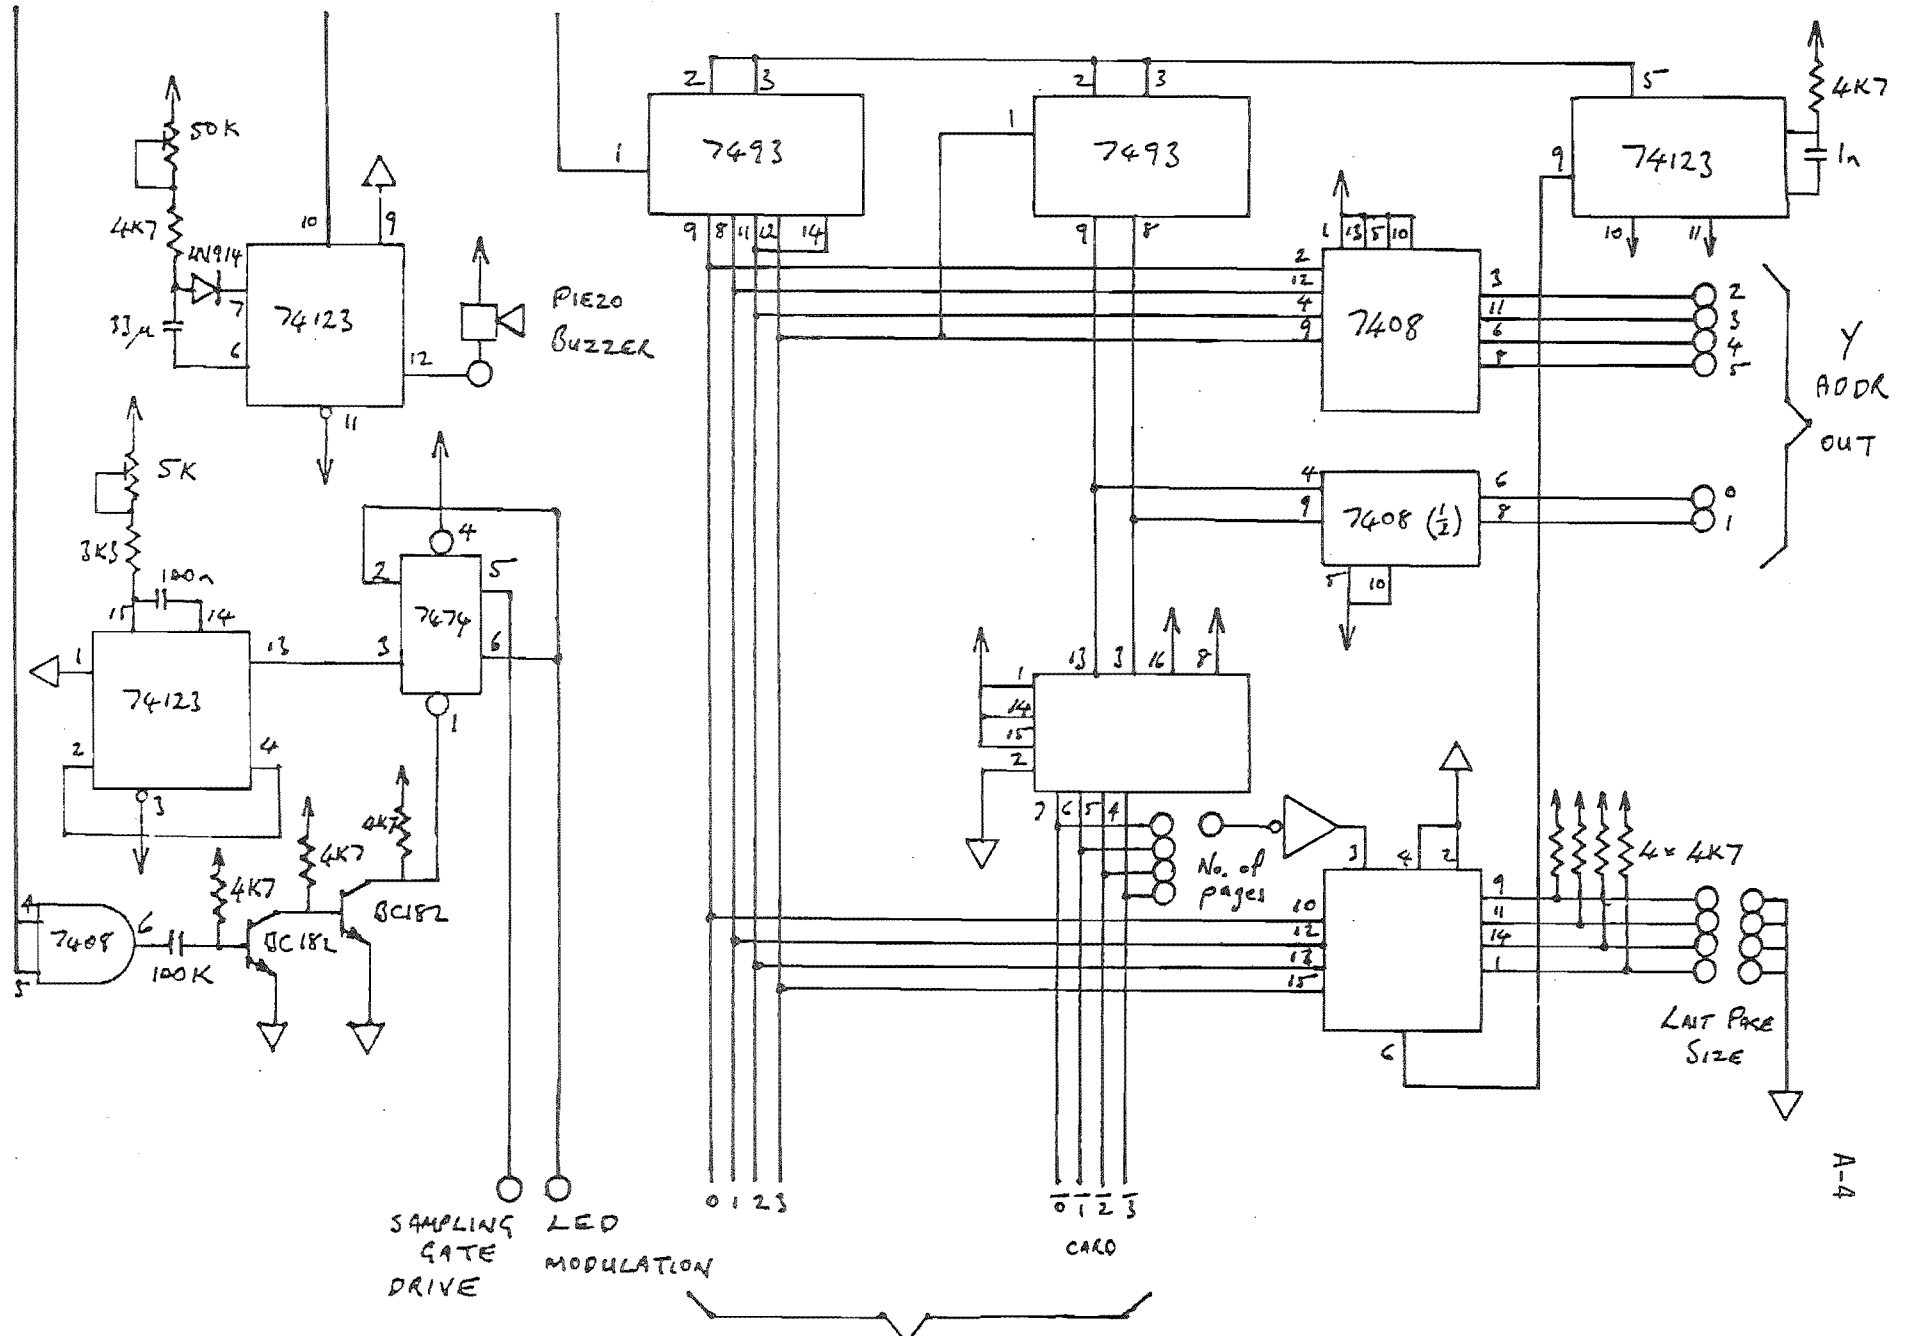 2 3
7493
1
9 8 11 12 14
2 3
7493
1
9 8
5
74123
9
10 11
4K7
1n
50K
4K7
1N914
33µ
10 9
7
74123
6
12
11
PIEZO
BUZZER
1 13 5 10
2
12
4
9
7408
3
11
6
8
2
3
4
5
Y
ADDR
OUT
4
9
7408 (1/2)
6
8
0
1
5 10
5K
3K3
100n
15 14
1
13
74123
2
4
3
4
2 5
7474
3 6
1
4K7
4K7
4K7
BC182
BC182
4
7408
6
5
100K
13 3 16 8
1
14
15
2
7 6 5 4
No. of
pages
3 4 2
10
12
13
15
9
11
14
1
6
4 × 4K7
LAST PAGE
SIZE
A-4
SAMPLING
GATE
DRIVE
LED
MODULATION
0 1 2 3
0̅ 1̅ 2̅ 3̅
CARD